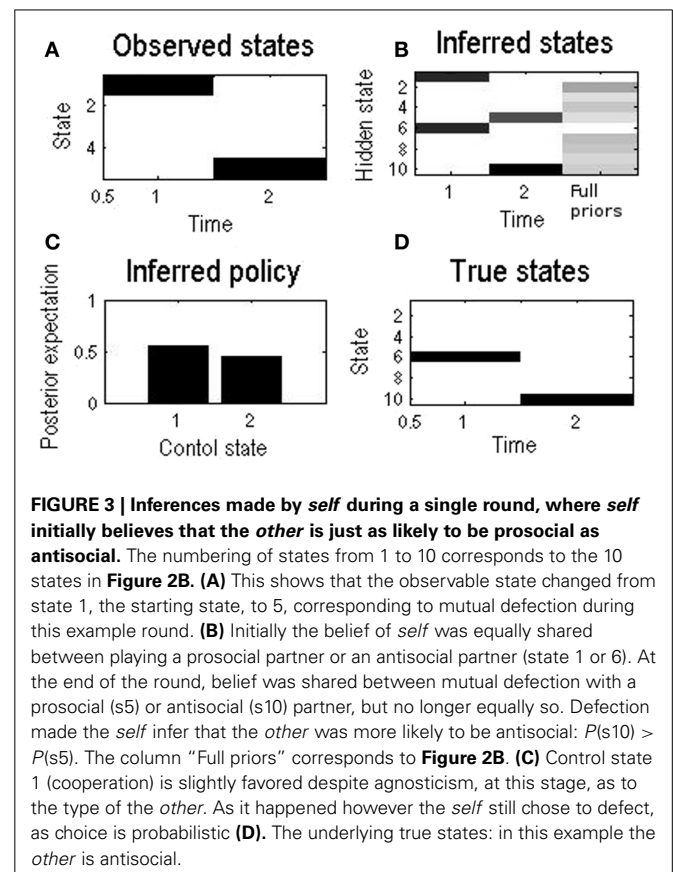 A
Observed states
State
2
4
0.5
1
2
Time
B
Inferred states
Hidden state
2
4
6
8
10
1
2
Full
priors
Time
C
Inferred policy
Posterior expectation
1
0.5
0
1
2
Contol state
D
True states
State
2
4
6
8
10
0.5
1
2
Time
FIGURE 3 | Inferences made by self during a single round, where self
initially believes that the other is just as likely to be prosocial as
antisocial. The numbering of states from 1 to 10 corresponds to the 10
states in Figure 2B. (A) This shows that the observable state changed from
state 1, the starting state, to 5, corresponding to mutual defection during
this example round. (B) Initially the belief of self was equally shared
between playing a prosocial partner or an antisocial partner (state 1 or 6). At
the end of the round, belief was shared between mutual defection with a
prosocial (s5) or antisocial (s10) partner, but no longer equally so. Defection
made the self infer that the other was more likely to be antisocial: P(s10) >
P(s5). The column “Full priors” corresponds to Figure 2B. (C) Control state
1 (cooperation) is slightly favored despite agnosticism, at this stage, as to
the type of the other. As it happened however the self still chose to defect,
as choice is probabilistic (D). The underlying true states: in this example the
other is antisocial.